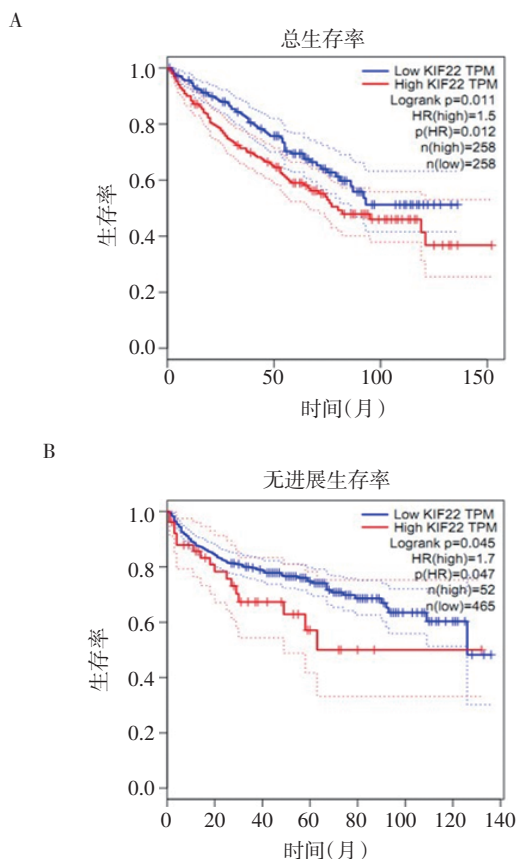 A
总生存率
Low KIF22 TPM
High KIF22 TPM
Logrank p=0.011
HR(high)=1.5
p(HR)=0.012
n(high)=258
n(low)=258
1.0
0.8
0.6
0.4
0.2
0.0
生存率
0 50 100 150
时间(月)
B
无进展生存率
Low KIF22 TPM
High KIF22 TPM
Logrank p=0.045
HR(high)=1.7
p(HR)=0.047
n(high)=52
n(low)=465
1.0
0.8
0.6
0.4
0.2
0.0
生存率
0 20 40 60 80 100 120 140
时间(月)